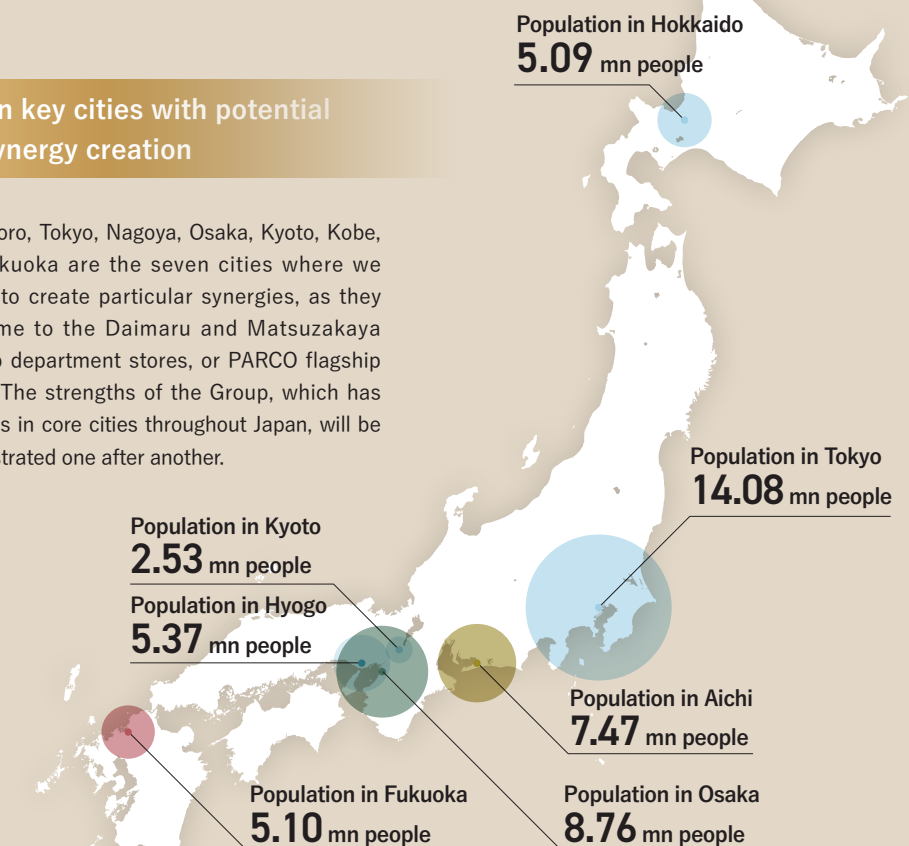 Population in Hokkaido
5.09 mn people
n key cities with potential
ynergy creation
oro, Tokyo, Nagoya, Osaka, Kyoto, Kobe,
kuoka are the seven cities where we
to create particular synergies, as they
me to the Daimaru and Matsuzakaya
department stores, or PARCO flagship
The strengths of the Group, which has
s in core cities throughout Japan, will be
strated one after another.
Population in Tokyo
14.08 mn people
Population in Kyoto
2.53 mn people
Population in Hyogo
5.37 mn people
Population in Aichi
7.47 mn people
Population in Fukuoka
5.10 mn people
Population in Osaka
8.76 mn people